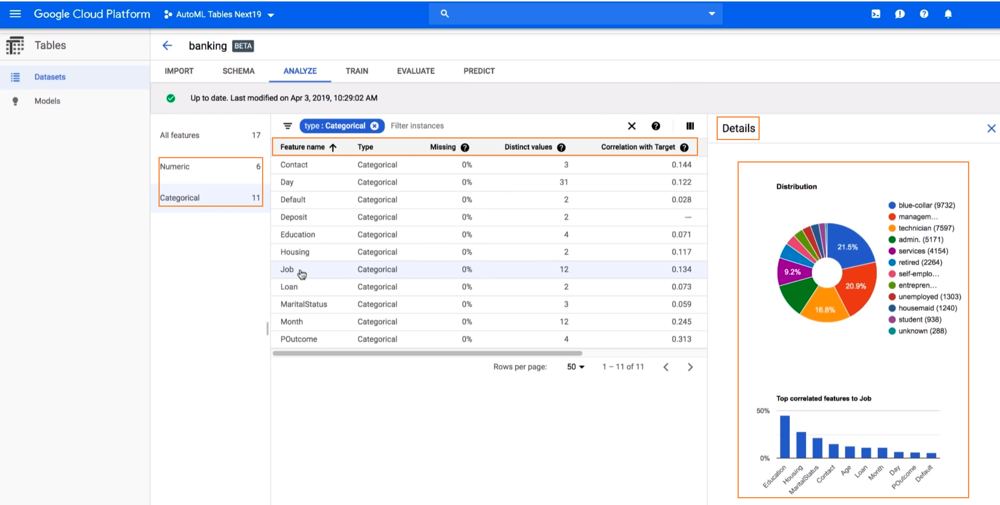 Google Cloud Platform
AutoML Tables Next19
Tables
banking BETA
Datasets
Models
IMPORT SCHEMA ANALYZE TRAIN EVALUATE PREDICT
Up to date. Last modified on Apr 3, 2019, 10:29:02 AM
All features 17
Numeric 6
Categorical 11
type : Categorical Filter instances
Feature name Type Missing Distinct values Correlation with Target
Contact Categorical 0% 3 0.144
Day Categorical 0% 31 0.122
Default Categorical 0% 2 0.028
Deposit Categorical 0% 2 —
Education Categorical 0% 4 0.071
Housing Categorical 0% 2 0.117
Job Categorical 0% 12 0.134
Loan Categorical 0% 2 0.073
MaritalStatus Categorical 0% 3 0.059
Month Categorical 0% 12 0.245
POutcome Categorical 0% 4 0.313
Rows per page: 50 1 – 11 of 11
Details
Distribution
21.5%
20.9%
16.8%
9.2%
blue-collar (9732)
managem...
technician (7597)
admin. (5171)
services (4154)
retired (2264)
self-emplo...
entrepren...
unemployed (1303)
housemaid (1240)
student (938)
unknown (288)
Top correlated features to Job
50%
0%
Education
Housing
MaritalStatus
Contact
Age
Loan
Month
Day
POutcome
Default